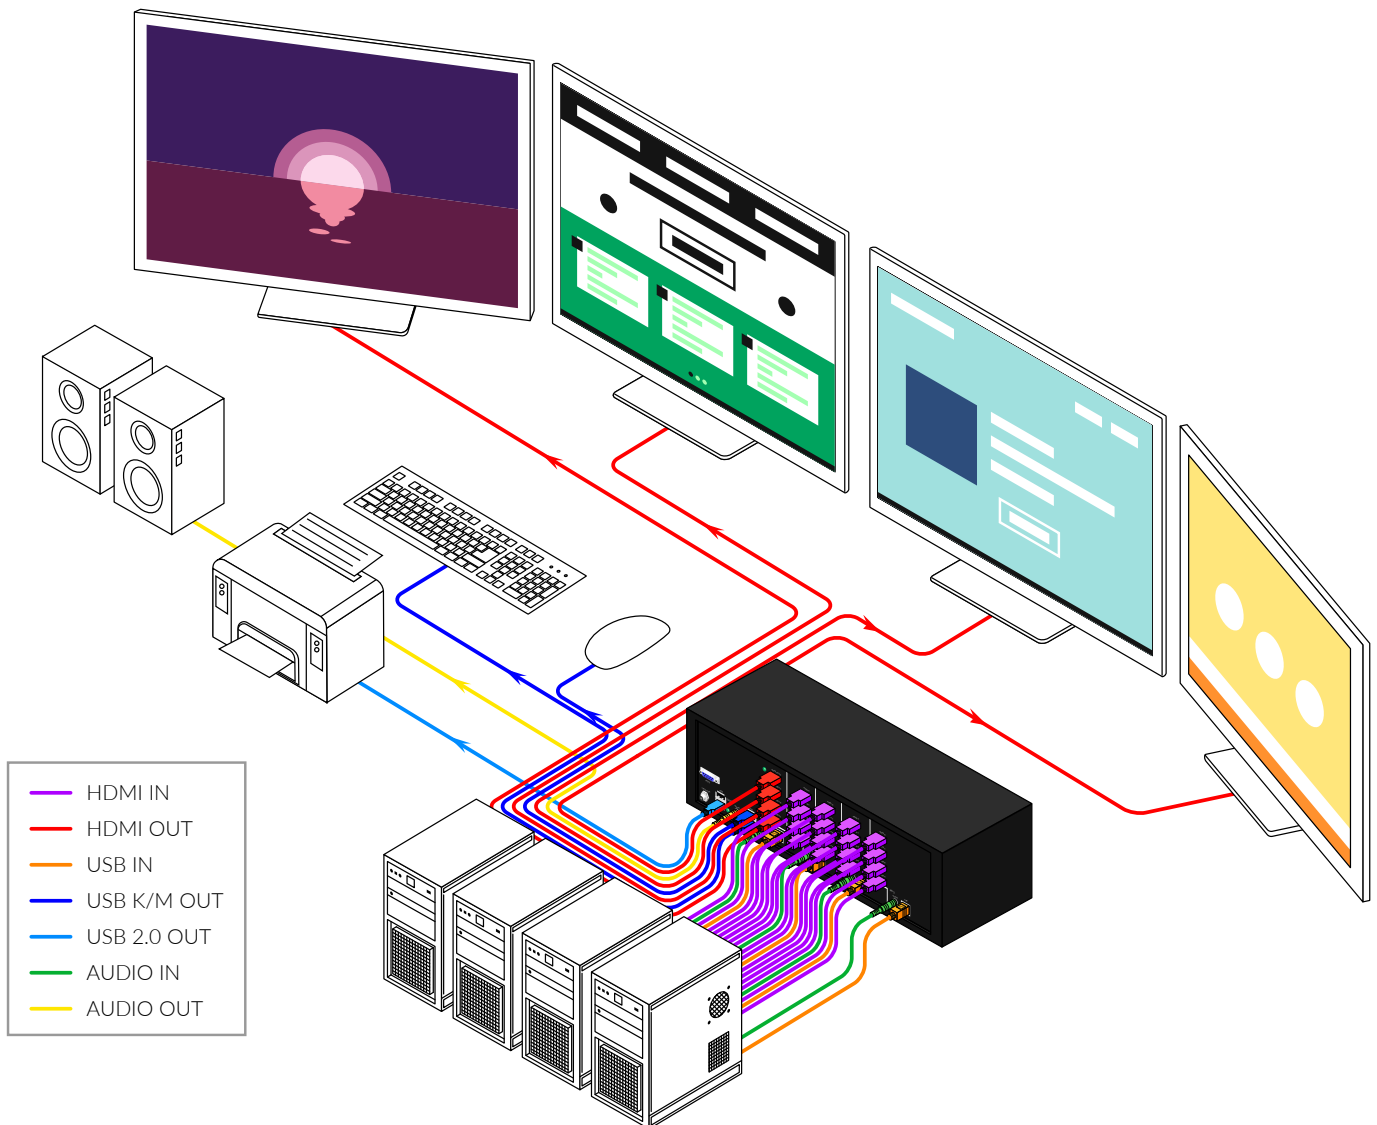 HDMI IN
HDMI OUT
USB IN
USB K/M OUT
USB 2.0 OUT
AUDIO IN
AUDIO OUT